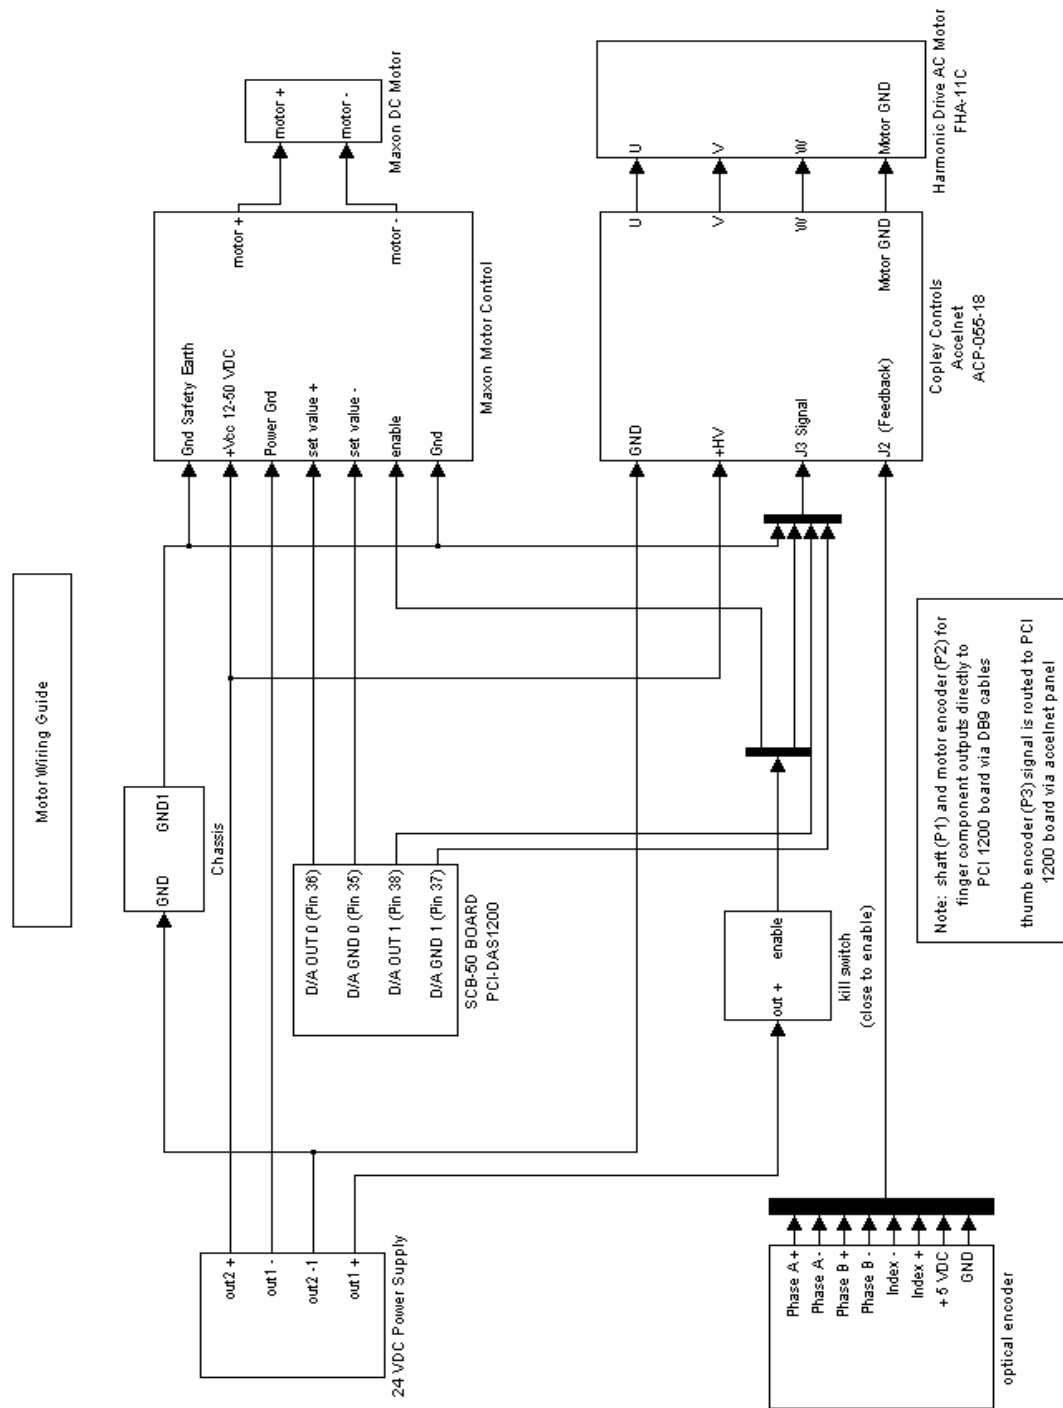 Motor Wiring Guide
24 VDC Power Supply
out2 +
out1 -
out2 -1
out1 +
GND
GND1
Chassis
D/A OUT 0 (Pin 36)
D/A GND 0 (Pin 35)
D/A OUT 1 (Pin 38)
D/A GND 1 (Pin 37)
SCB-50 BOARD
PCI-DAS1200
out +
enable
kill switch
(close to enable)
Phase A +
Phase A -
Phase B +
Phase B -
Index -
Index +
+ 5 VDC
GND
optical encoder
Gnd Safety Earth
+Vcc 12-50 VDC
Power Grd
set value +
set value -
enable
Gnd
motor +
motor -
Maxon Motor Control
motor +
motor -
Maxon DC Motor
GND
+HV
J3 Signal
J2 (Feedback)
U
V
W
Motor GND
Copley Controls
Accelnet
ACP-055-18
U
V
W
Motor GND
Harmonic Drive AC Motor
FHA-11C
Note: shaft (P1) and motor encoder (P2) for
finger component outputs directly to
PCI 1200 board via DB9 cables
thumb encoder (P3) signal is routed to PCI
1200 board via accelnet panel